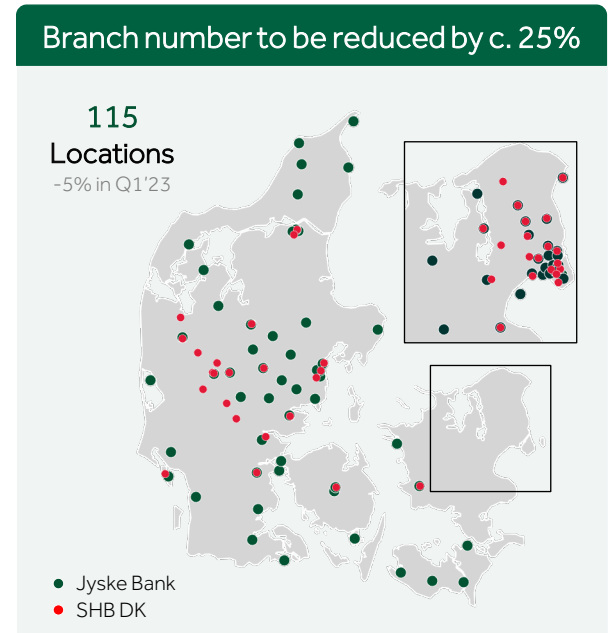 Branch number to be reduced by c. 25%
115
Locations
-5% in Q1'23
Jyske Bank
SHB DK